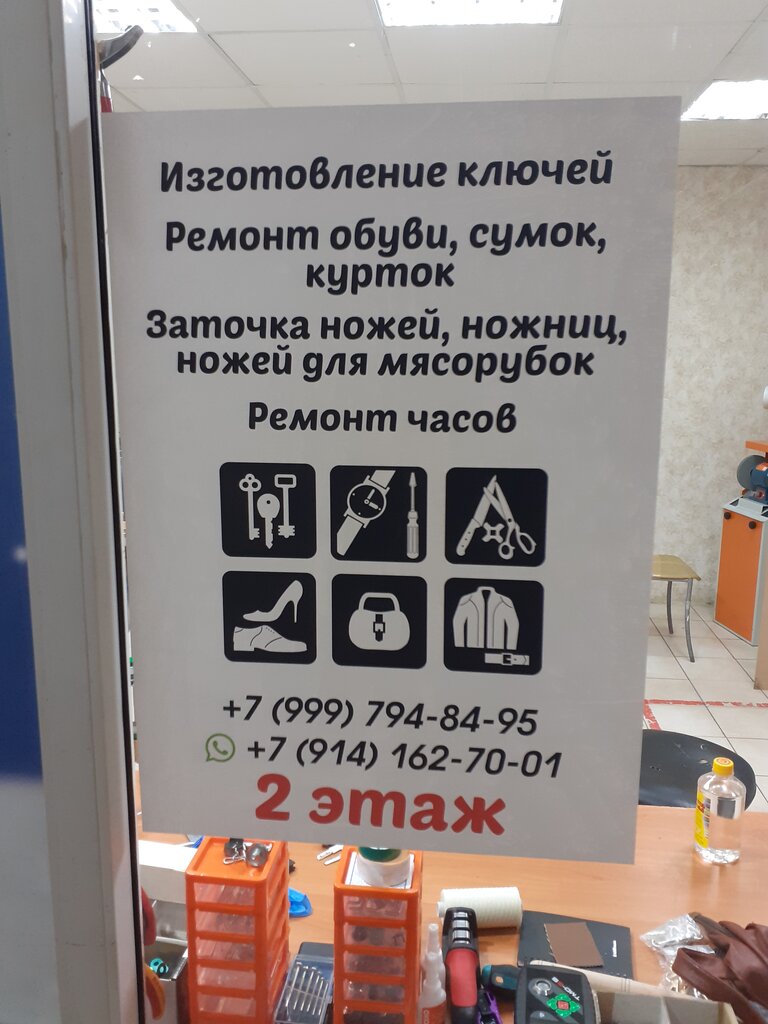 Изготовление ключей
Ремонт обуви, сумок,
курток
Заточка ножей, ножниц,
ножей для мясорубок
Ремонт часов
+7 (999) 794-84-95
+7 (914) 162-70-01
2 этаж